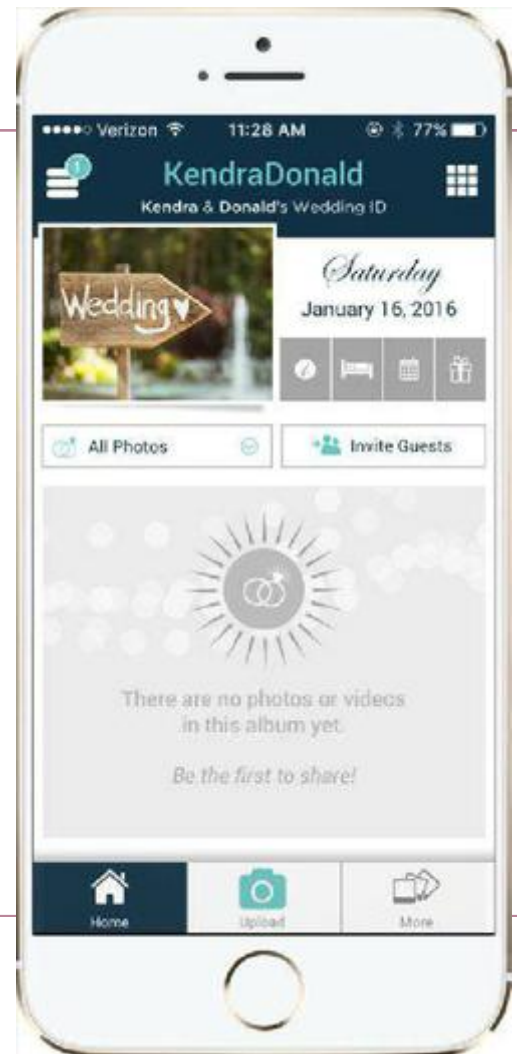 Verizon 11:28 AM 77%
1
KendraDonald
Kendra & Donald's Wedding ID
Wedding
Saturday
January 16, 2016
All Photos
Invite Guests
There are no photos or videos
in this album yet.
Be the first to share!
Home Upload More